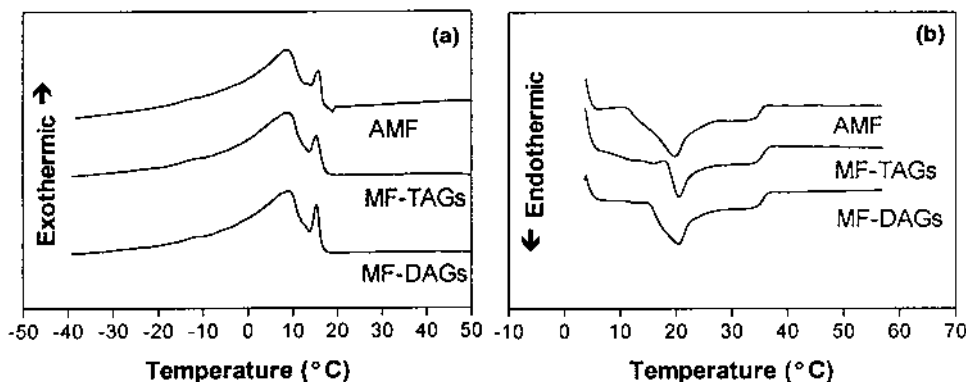 (a)
Exothermic →
AMF
MF-TAGs
MF-DAGs
-50 -40 -30 -20 -10 0 10 20 30 40 50
Temperature (°C)
(b)
← Endothermic
AMF
MF-TAGs
MF-DAGs
-10 0 10 20 30 40 50 60 70
Temperature (°C)